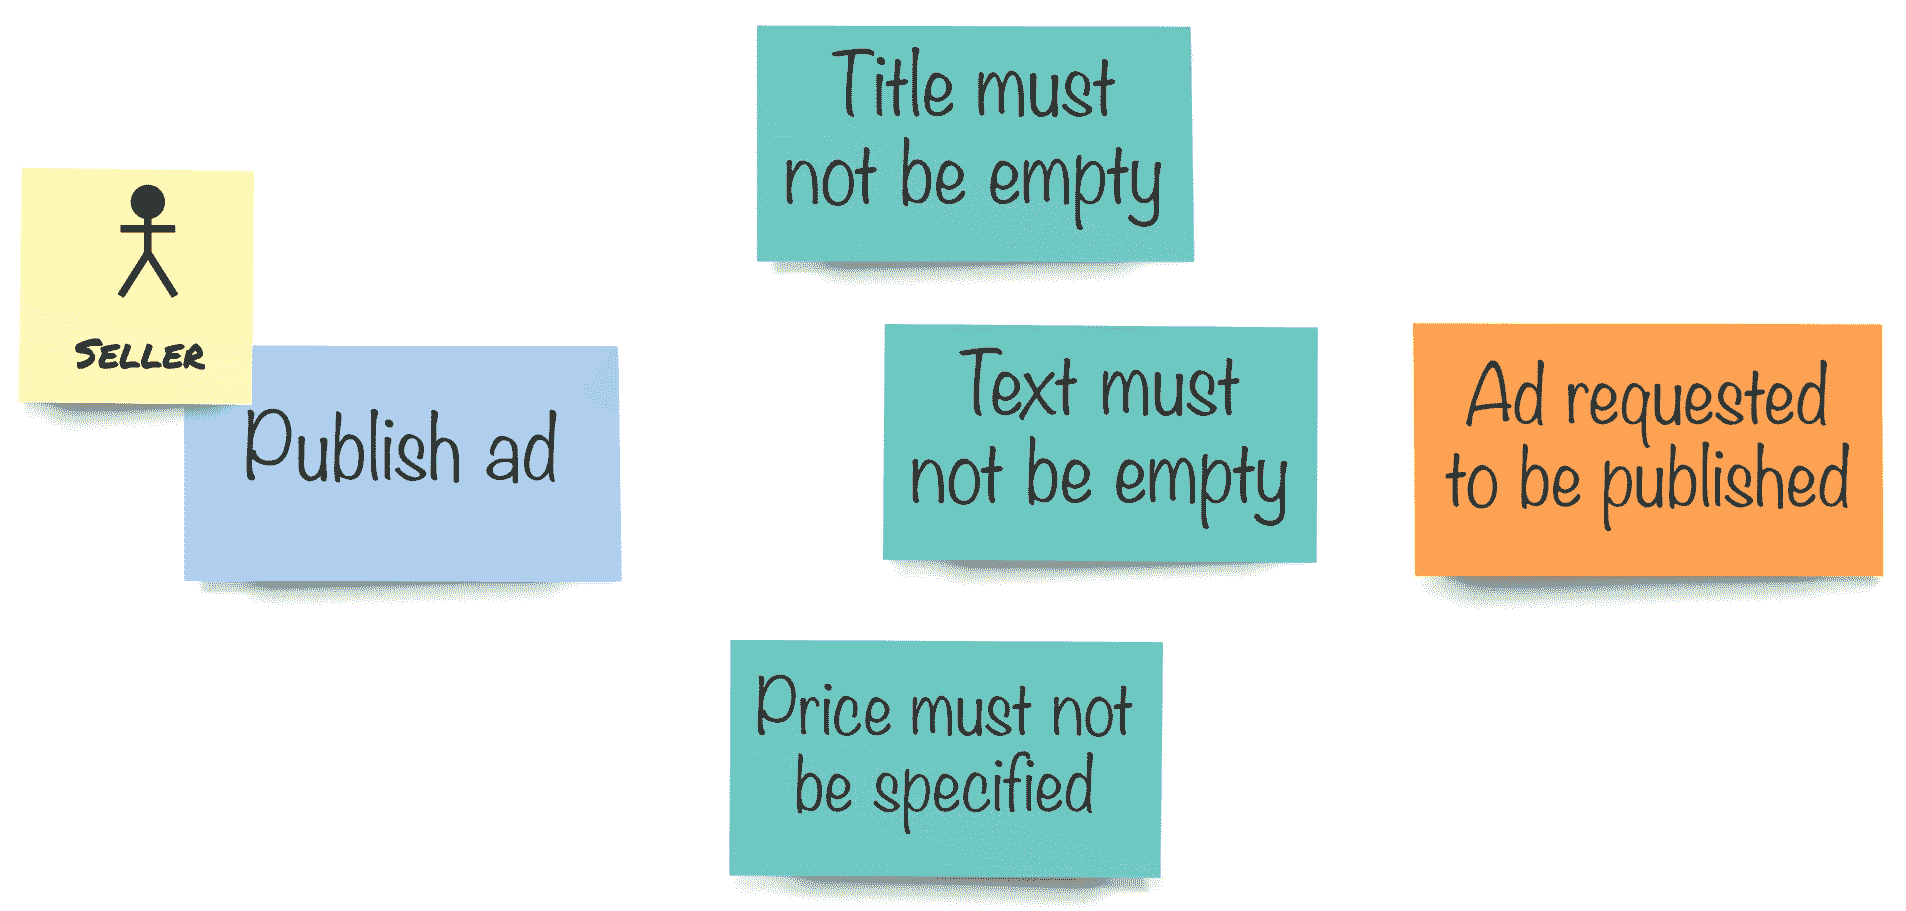 SELLER
Publish ad
Title must
not be empty
Text must
not be empty
Price must not
be specified
Ad requested
to be published